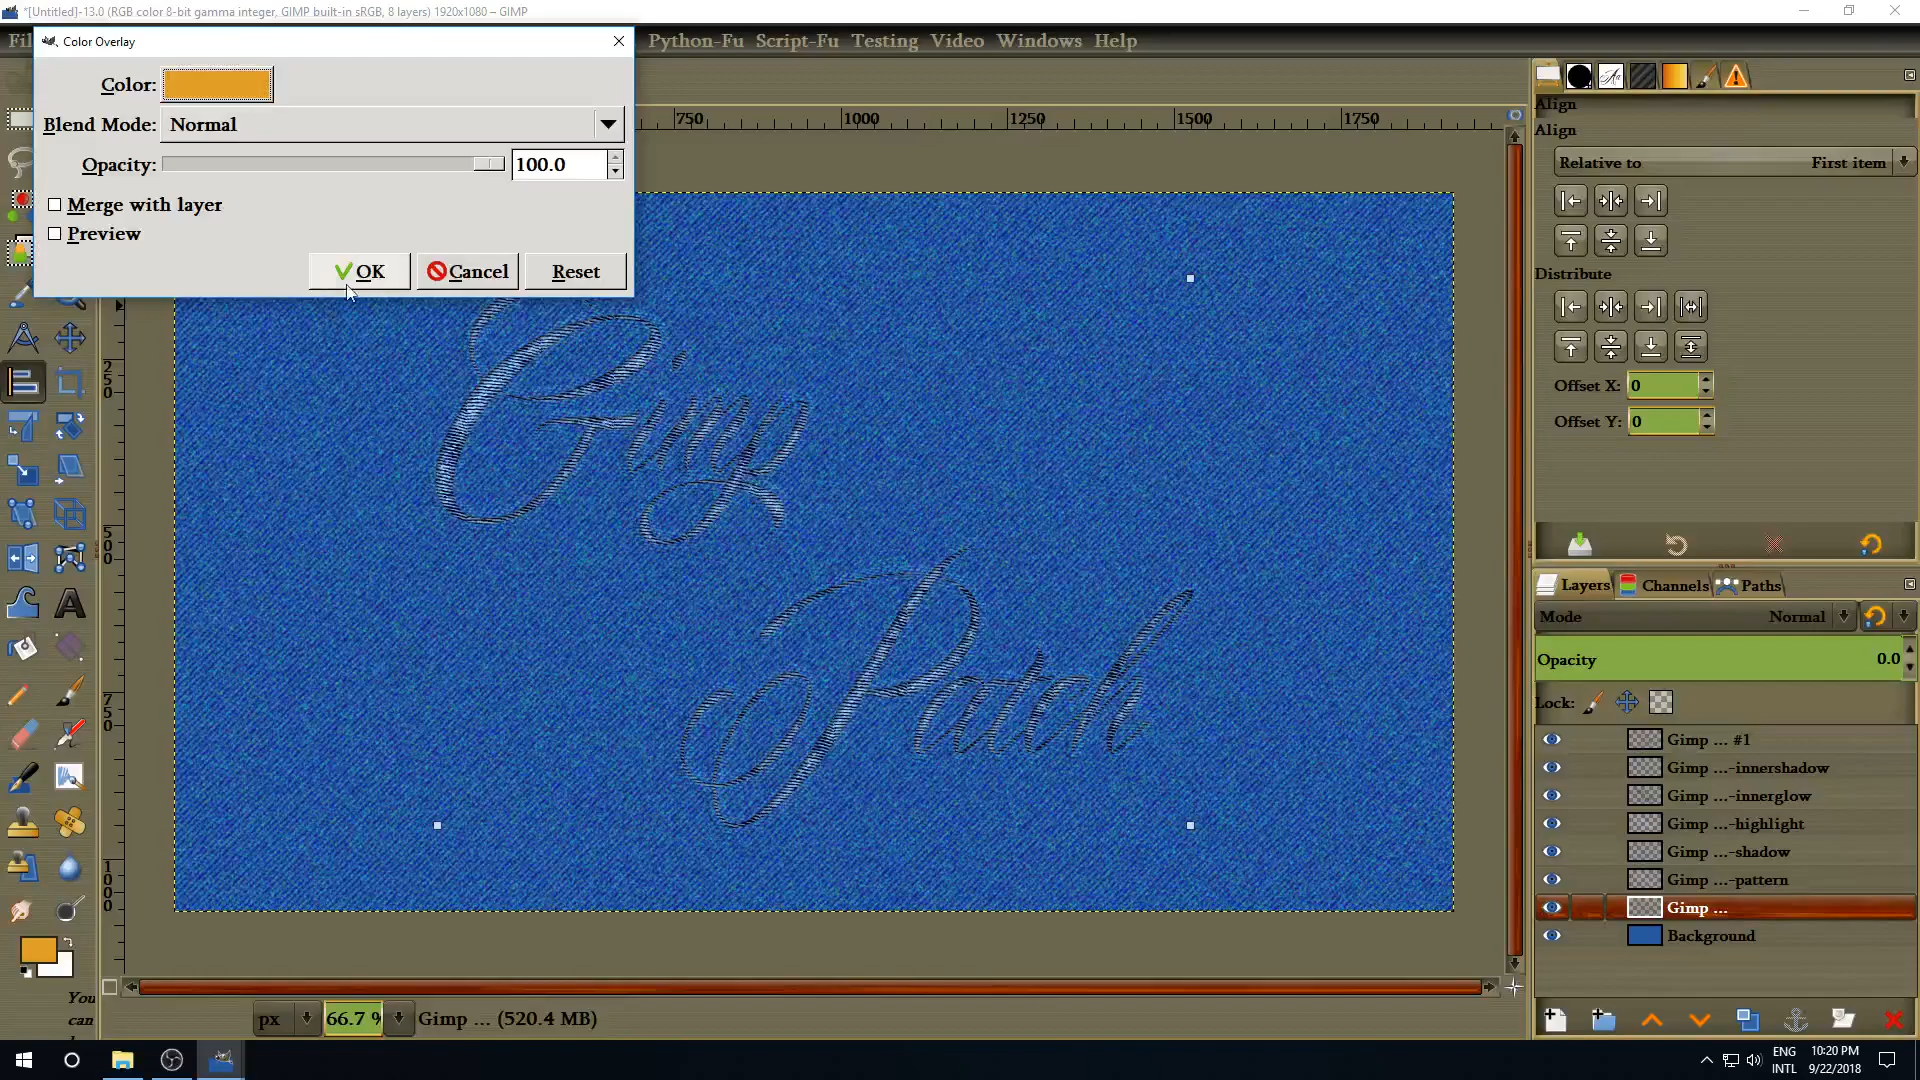 *[Untitled]-13.0 (RGB color 8-bit gamma integer, GIMP built-in sRGB, 8 layers) 1920x1080 – GIMP
Python-Fu Script-Fu Testing Video Windows Help
Color Overlay
Color:
Blend Mode: Normal
Opacity: 100.0
Merge with layer
Preview
OK Cancel Reset
750 1000 1250 1500 1750
250
500
750
1000
Gimp
Patch
Align
Align
Relative to First item
Distribute
Offset X: 0
Offset Y: 0
Layers Channels Paths
Mode Normal
Opacity 0.0
Lock:
Gimp ... #1
Gimp ...-innershadow
Gimp ...-innerglow
Gimp ...-highlight
Gimp ...-shadow
Gimp ...-pattern
Gimp ...
Background
You
can
px 66.7 % Gimp ... (520.4 MB)
ENG
INTL
10:20 PM
9/22/2018